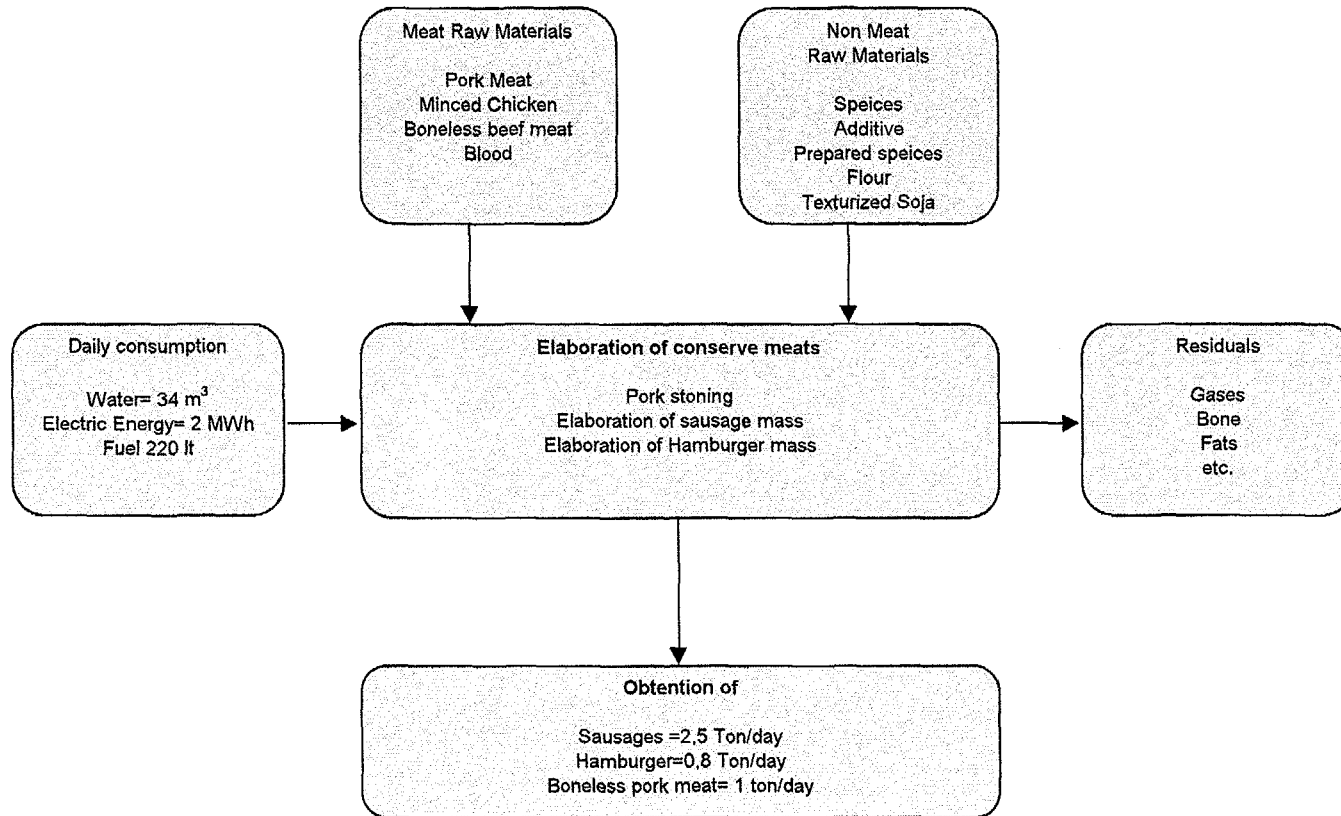 Meat Raw Materials
Pork Meat
Minced Chicken
Boneless beef meat
Blood
Non Meat
Raw Materials
Speices
Additive
Prepared speices
Flour
Texturized Soja
Daily consumption
Water= 34 m³
Electric Energy= 2 MWh
Fuel 220 lt
Elaboration of conserve meats
Pork stoning
Elaboration of sausage mass
Elaboration of Hamburger mass
Residuals
Gases
Bone
Fats
etc.
Obtention of
Sausages =2,5 Ton/day
Hamburger=0,8 Ton/day
Boneless pork meat= 1 ton/day